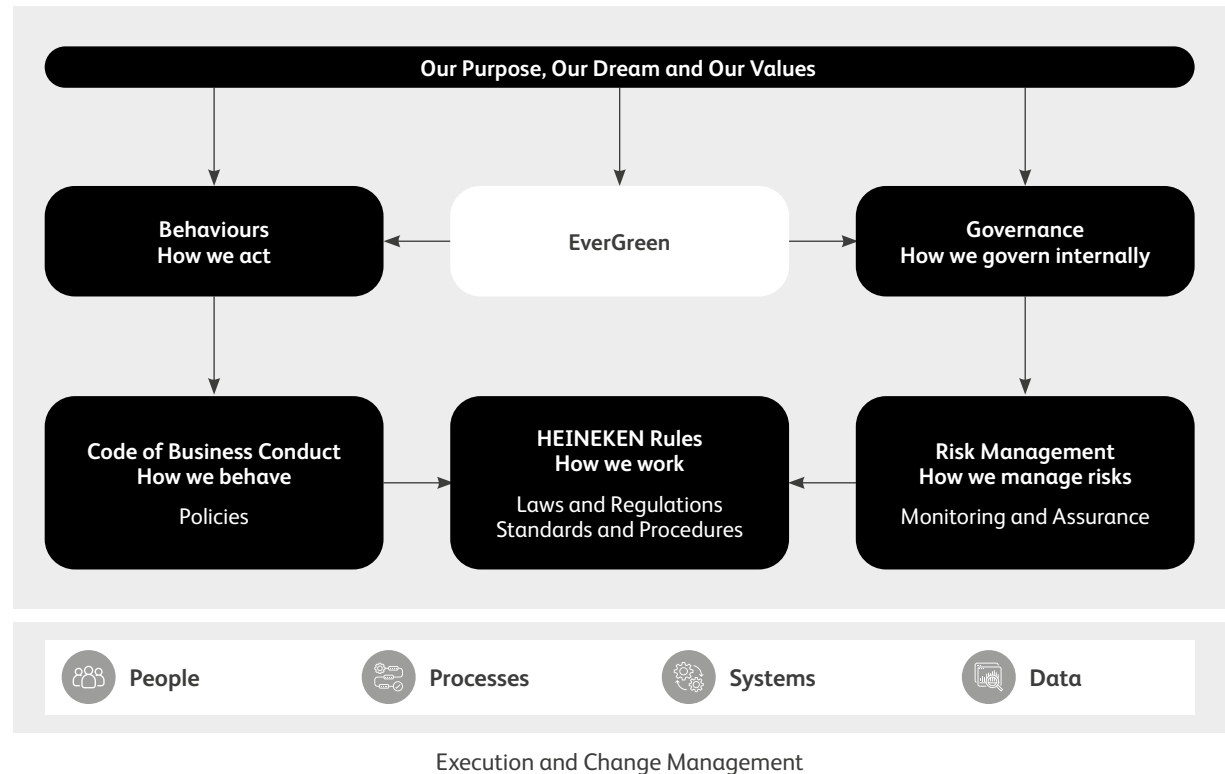 Our Purpose, Our Dream and Our Values
Behaviours
How we act
EverGreen
Governance
How we govern internally
Code of Business Conduct
How we behave
Policies
HEINEKEN Rules
How we work
Laws and Regulations
Standards and Procedures
Risk Management
How we manage risks
Monitoring and Assurance
People
Processes
Systems
Data
Execution and Change Management